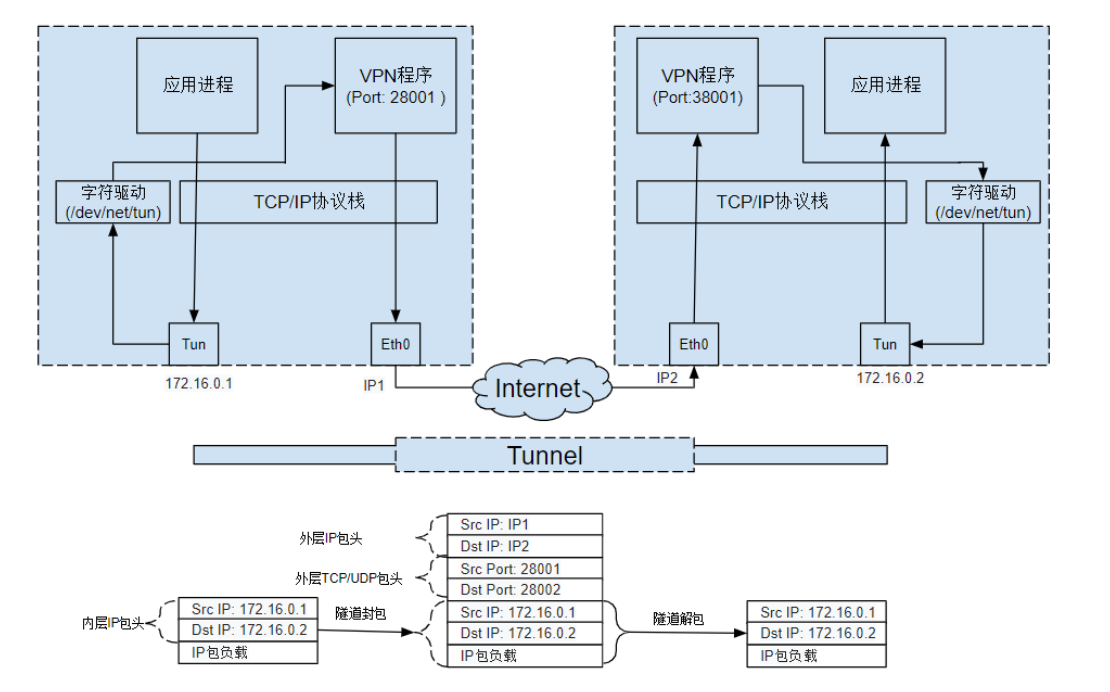 应用进程
VPN程序
(Port: 28001 )
字符驱动
(/dev/net/tun)
TCP/IP协议栈
Tun
Eth0
172.16.0.1
IP1
VPN程序
(Port:38001)
应用进程
TCP/IP协议栈
字符驱动
(/dev/net/tun)
Eth0
Tun
IP2
172.16.0.2
Internet
Tunnel
外层IP包头
Src IP: IP1
Dst IP: IP2
外层TCP/UDP包头
Src Port: 28001
Dst Port: 28002
内层IP包头
Src IP: 172.16.0.1
Dst IP: 172.16.0.2
IP包负载
隧道封包
Src IP: 172.16.0.1
Dst IP: 172.16.0.2
IP包负载
隧道解包
Src IP: 172.16.0.1
Dst IP: 172.16.0.2
IP包负载